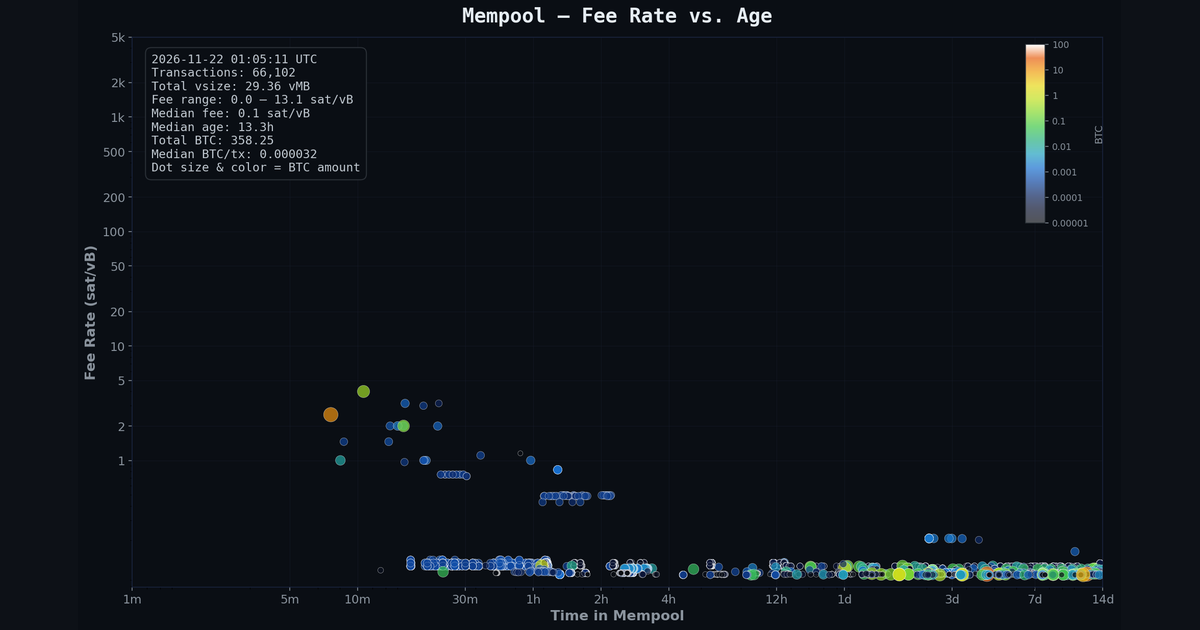 Mempool — Fee Rate vs. Age
2026-11-22 01:05:11 UTC
Transactions: 66,102
Total vsize: 29.36 vMB
Fee range: 0.0 – 13.1 sat/vB
Median fee: 0.1 sat/vB
Median age: 13.3h
Total BTC: 358.25
Median BTC/tx: 0.000032
Dot size & color = BTC amount
100
10
1
0.1
0.01
0.001
0.0001
0.00001
BTC
Fee Rate (sat/vB)
5k
2k
1k
500
200
100
50
20
10
5
2
1
1m 5m 10m 30m 1h 2h 4h 12h 1d 3d 7d 14d
Time in Mempool